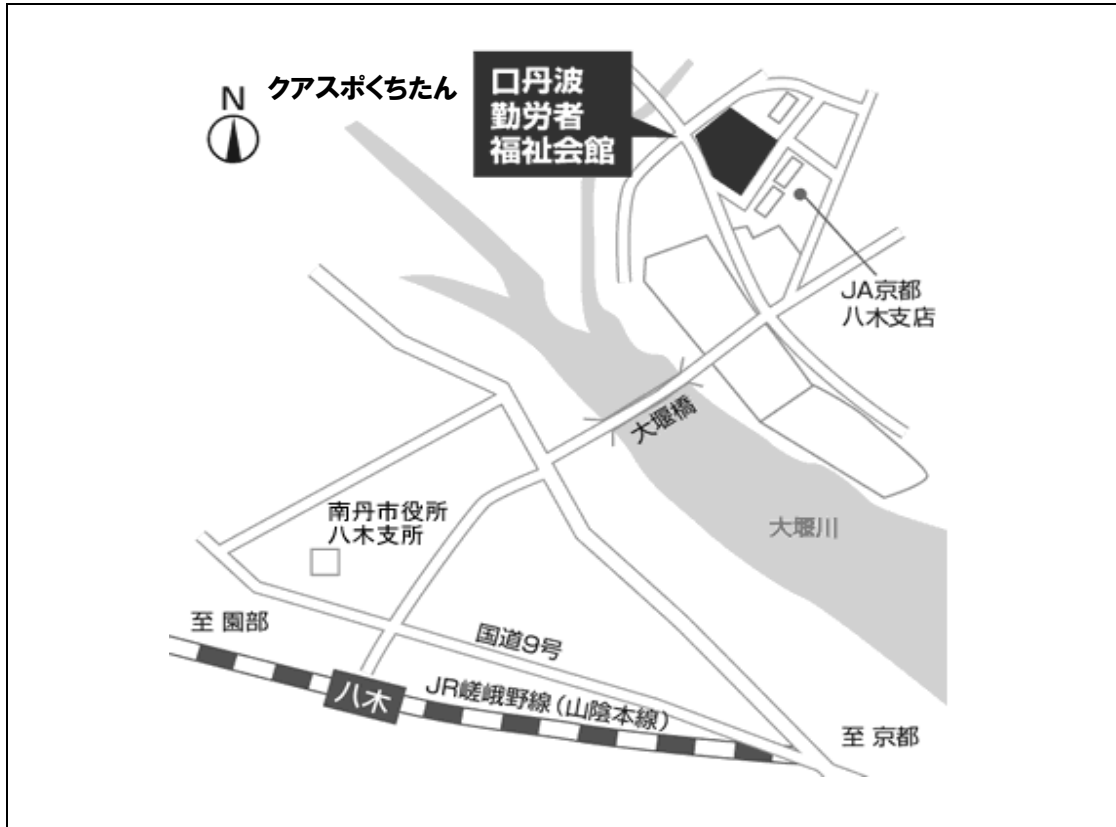 N
クアスポくちたん
口丹波
勤労者
福祉会館
JA京都
八木支店
大堰橋
大堰川
南丹市役所
八木支所
至 園部
国道9号
八木
JR嵯峨野線(山陰本線)
至 京都